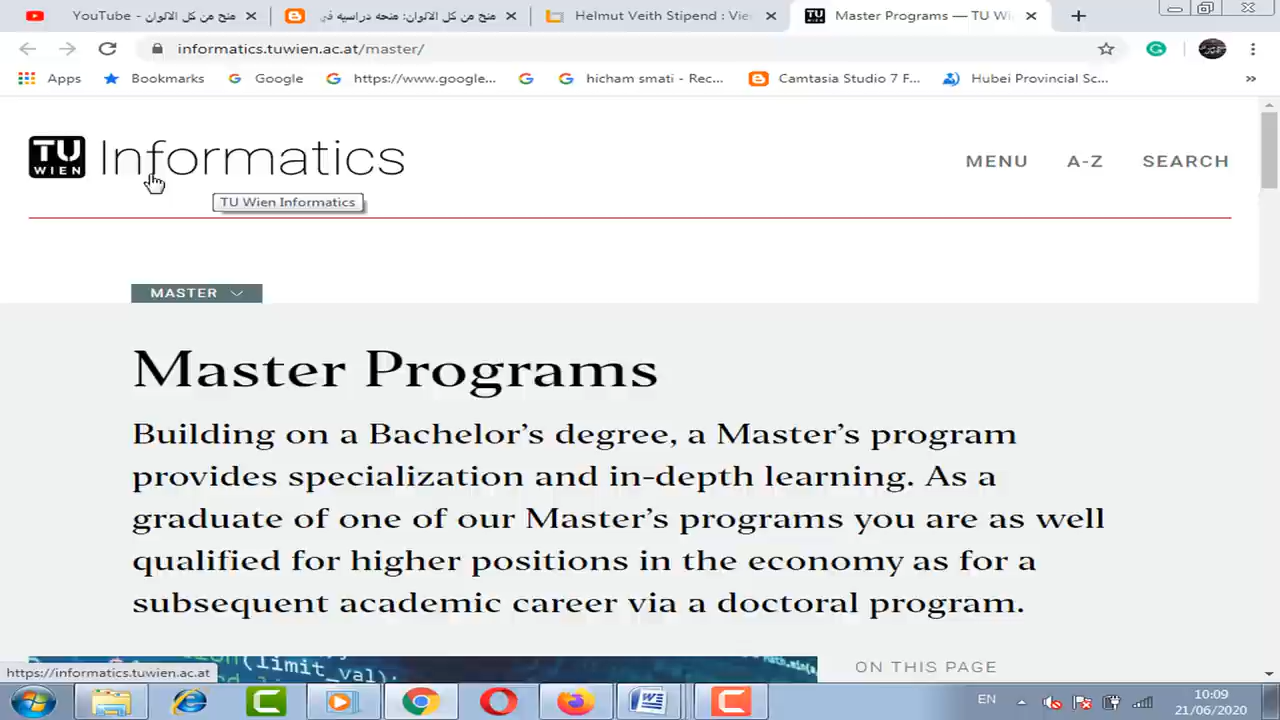 منح من كل الالوان - YouTube
منح من كل الالوان: منحه دراسيه في
Helmut Veith Stipend : Vie
Master Programs — TU Wi
informatics.tuwien.ac.at/master/
Apps
Bookmarks
Google
https://www.google...
hicham smati - Rec...
Camtasia Studio 7 F...
Hubei Provincial Sc...
»
TU WIEN Informatics
MENU
A-Z
SEARCH
TU Wien Informatics
MASTER
Master Programs
Building on a Bachelor’s degree, a Master’s program
provides specialization and in-depth learning. As a
graduate of one of our Master’s programs you are as well
qualified for higher positions in the economy as for a
subsequent academic career via a doctoral program.
(limit_val);
ON THIS PAGE
https://informatics.tuwien.ac.at
EN
10:09
21/06/2020